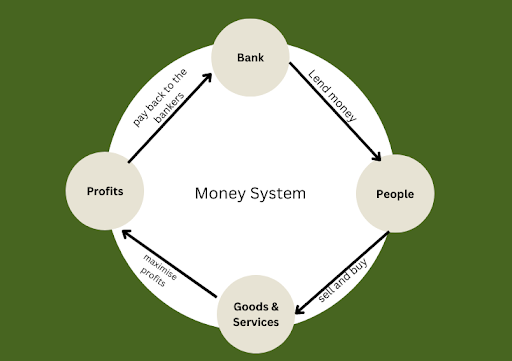 Bank
pay back to the
bankers
Lend money
Profits
Money System
People
maximise
profits
sell and buy
Goods &
Services